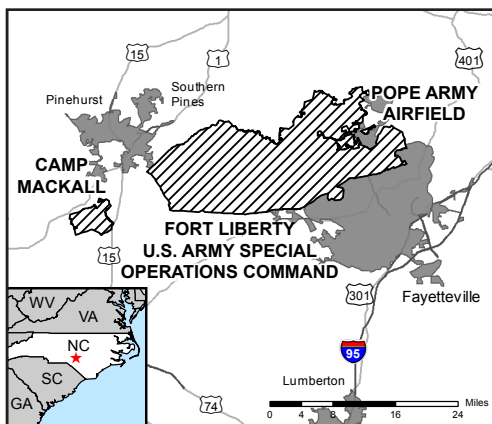 15
1
401
Pinehurst
Southern
Pines
POPE ARMY
AIRFIELD
CAMP
MACKALL
FORT LIBERTY
U.S. ARMY SPECIAL
OPERATIONS COMMAND
15
301
Fayetteville
WV
VA
NC
SC
GA
95
Lumberton
74
Miles
0 4 8 16 24